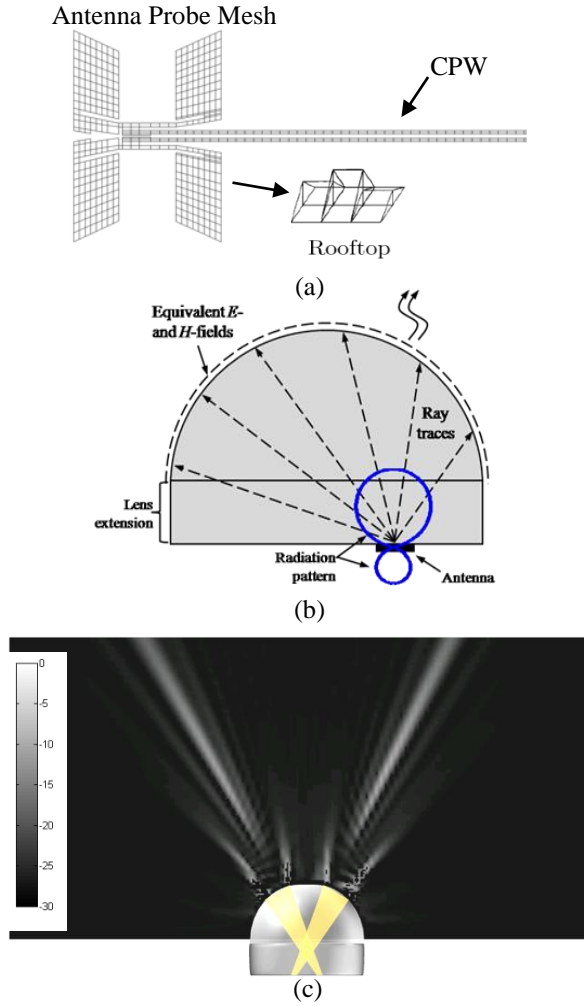 Antenna Probe Mesh
CPW
Rooftop
(a)
Equivalent E-
and H-fields
Ray
traces
Lens
extension
Radiation
pattern
Antenna
(b)
0
-5
-10
-15
-20
-25
-30
(c)